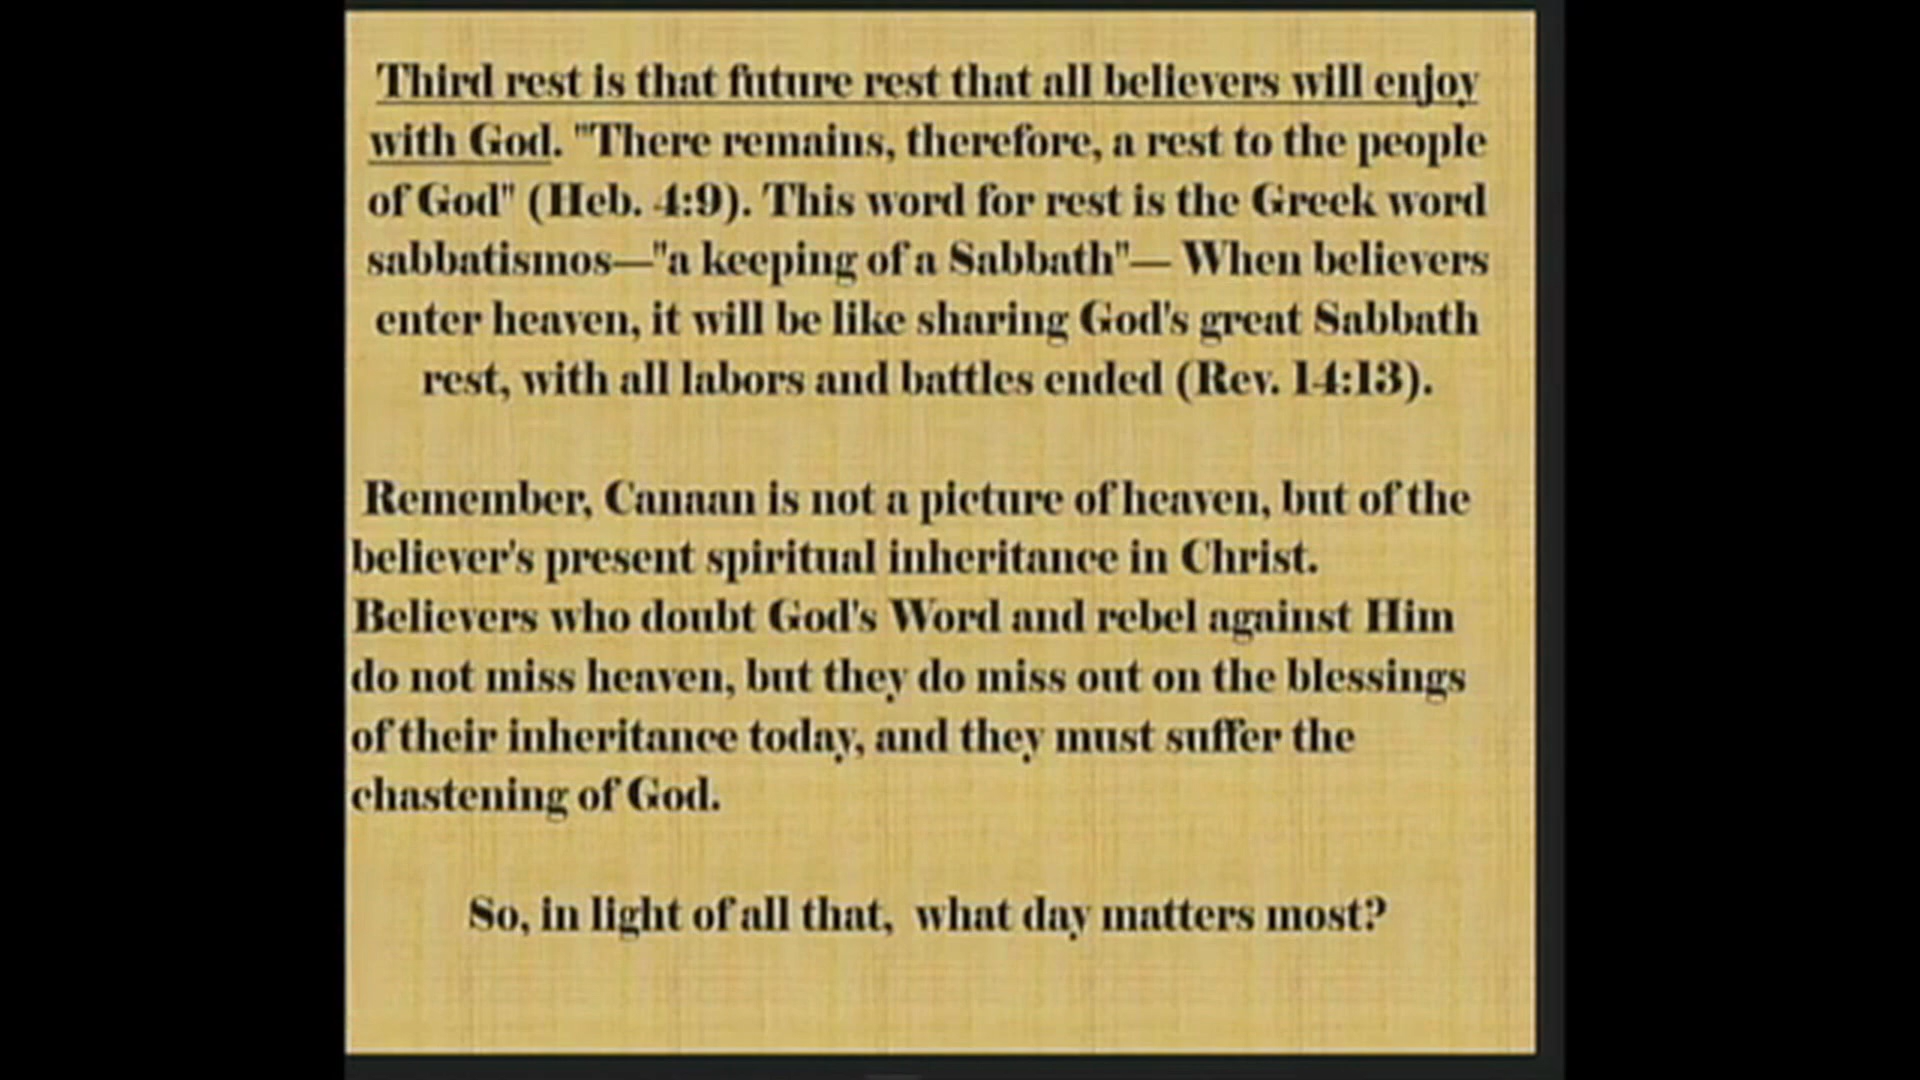 Third rest is that future rest that all believers will enjoy
with God. "There remains, therefore, a rest to the people
of God" (Heb. 4:9). This word for rest is the Greek word
sabbatismos—"a keeping of a Sabbath"— When believers
enter heaven, it will be like sharing God's great Sabbath
rest, with all labors and battles ended (Rev. 14:13).
Remember, Canaan is not a picture of heaven, but of the
believer's present spiritual inheritance in Christ.
Believers who doubt God's Word and rebel against Him
do not miss heaven, but they do miss out on the blessings
of their inheritance today, and they must suffer the
chastening of God.
So, in light of all that, what day matters most?